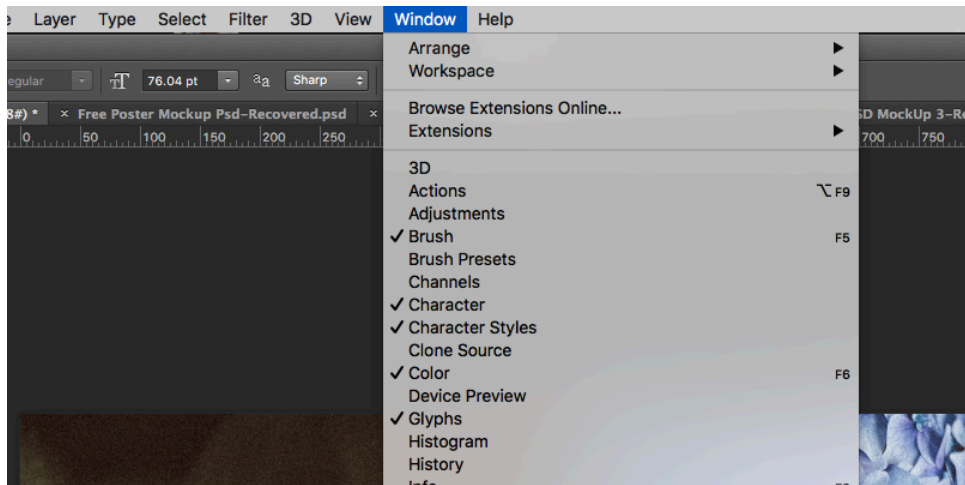 Layer Type Select Filter 3D View Window Help
Regular 76.04 pt aa Sharp
8#) * × Free Poster Mockup Psd-Recovered.psd ×
0 50 100 150 200 250 700 750
Arrange
Workspace
Browse Extensions Online...
Extensions
3D
Actions ⌥F9
Adjustments
✓ Brush F5
Brush Presets
Channels
✓ Character
✓ Character Styles
Clone Source
✓ Color F6
Device Preview
✓ Glyphs
Histogram
History
SD MockUp 3-Re